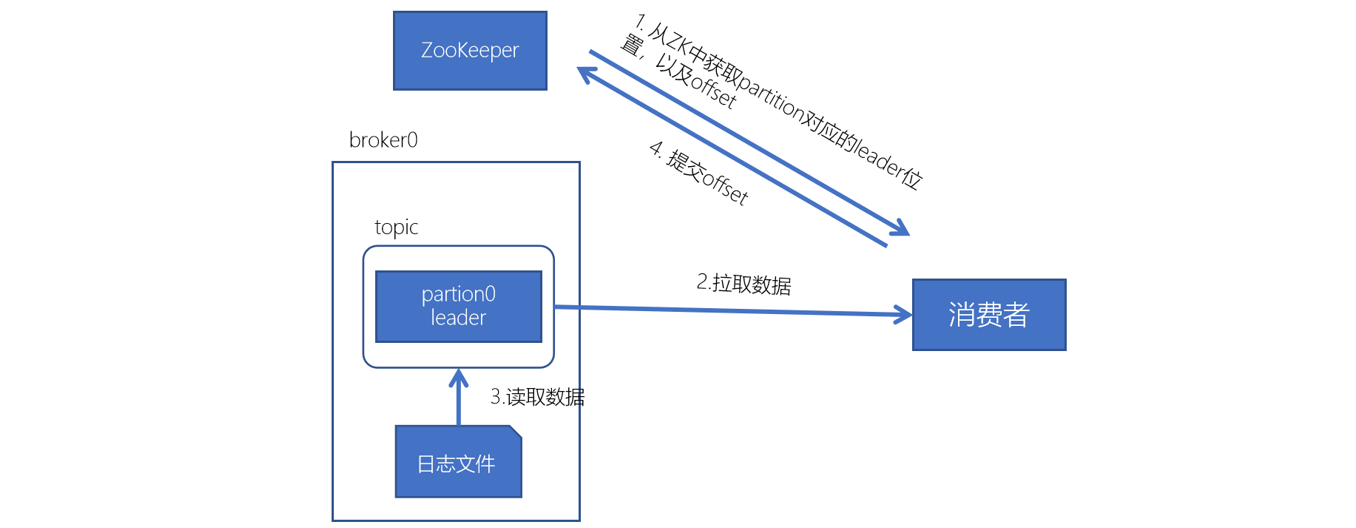 ZooKeeper
1. 从ZK中获取partition对应的leader位
置，以及offset
4. 提交offset
broker0
topic
partion0
leader
2.拉取数据
消费者
3.读取数据
日志文件